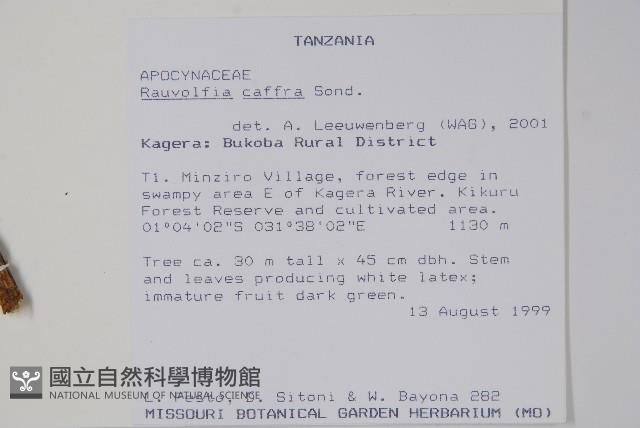 TANZANIA
APOCYNACEAE
Rauvolfia caffra Sond.
det. A. Leeuwenberg (WAG), 2001
Kagera: Bukoba Rural District
T1. Minziro Village, forest edge in
swampy area E of Kagera River. Kikuru
Forest Reserve and cultivated area.
01°04'02"S 031°38'02"E 1130 m
Tree ca. 30 m tall x 45 cm dbh. Stem
and leaves producing white latex;
immature fruit dark green.
13 August 1999
國立自然科學博物館
NATIONAL MUSEUM OF NATURAL SCIENCE
Sitoni & W. Bayona 282
MISSOURI BOTANICAL GARDEN HERBARIUM (MO)